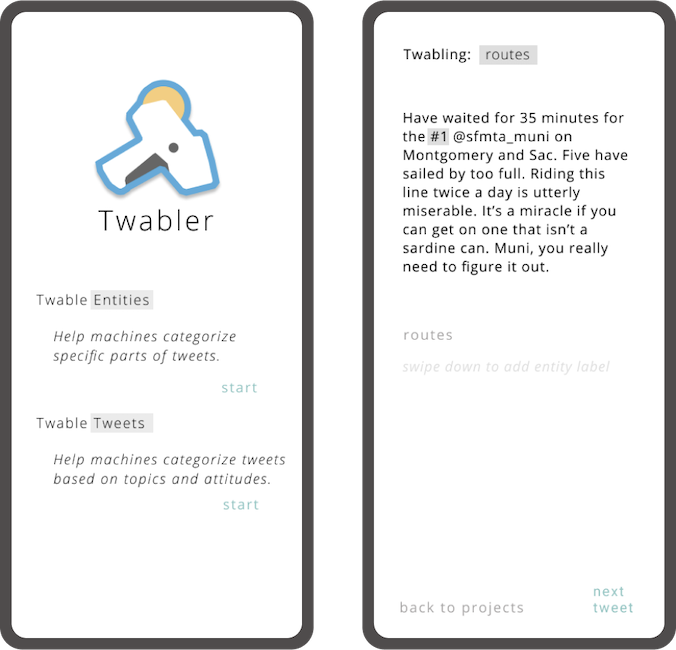 Twabler
Twable Entities
Help machines categorize
specific parts of tweets.
start
Twable Tweets
Help machines categorize tweets
based on topics and attitudes.
start
Twabling: routes
Have waited for 35 minutes for
the #1 @sfmta_muni on
Montgomery and Sac. Five have
sailed by too full. Riding this
line twice a day is utterly
miserable. It’s a miracle if you
can get on one that isn’t a
sardine can. Muni, you really
need to figure it out.
routes
swipe down to add entity label
back to projects
next
tweet